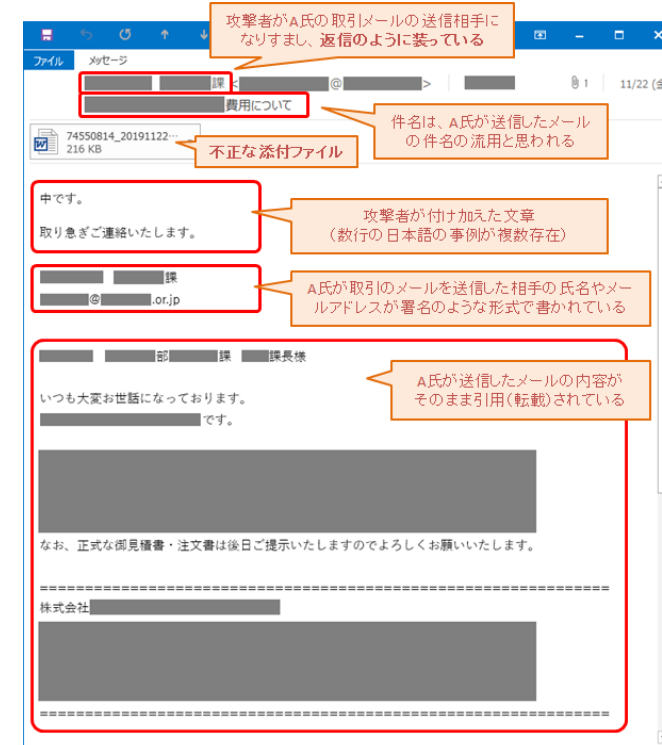 攻撃者がA氏の取引メールの送信相手に
なりすまし、返信のように装っている
ファイル メッセージ
課 < @ > 1 11/22 (金
費用について
件名は、A氏が送信したメール
の件名の流用と思われる
74550814_20191122…
216 KB
不正な添付ファイル
中です。
取り急ぎご連絡いたします。
攻撃者が付け加えた文章
(数行の日本語の事例が複数存在)
課
@ .or.jp
A氏が取引のメールを送信した相手の氏名やメー
ルアドレスが署名のような形式で書かれている
部 課 課長様
A氏が送信したメールの内容が
そのまま引用(転載)されている
いつも大変お世話になっております。
です。
なお、正式な御見積書・注文書は後日ご提示いたしますのでよろしくお願いいたします。
==================================================================
株式会社
==================================================================